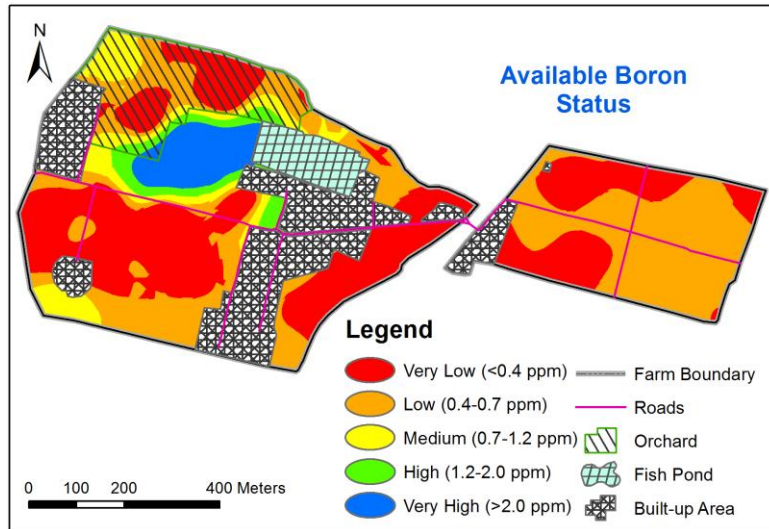 N
Available Boron
Status
Legend
Very Low (<0.4 ppm)
Low (0.4-0.7 ppm)
Medium (0.7-1.2 ppm)
High (1.2-2.0 ppm)
Very High (>2.0 ppm)
Farm Boundary
Roads
Orchard
Fish Pond
Built-up Area
0 100 200 400 Meters